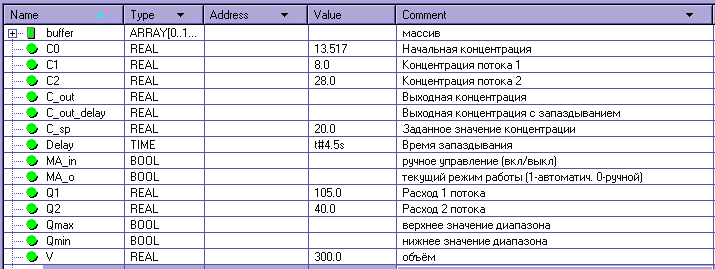 Name Type Address Value Comment
buffer ARRAY[0..1... массив
C0 REAL 13.517 Начальная концентрация
C1 REAL 8.0 Концентрация потока 1
C2 REAL 28.0 Концентрация потока 2
C_out REAL Выходная концентрация
C_out_delay REAL Выходная концентрация с запаздыванием
C_sp REAL 20.0 Заданное значение концентрации
Delay TIME t#4.5s Время запаздывания
MA_in BOOL ручное управление (вкл/выкл)
MA_o BOOL текущий режим работы (1-автоматич. 0-ручной)
Q1 REAL 105.0 Расход 1 потока
Q2 REAL 40.0 Расход 2 потока
Qmax BOOL верхнее значение диапазона
Qmin BOOL нижнее значение диапазона
V REAL 300.0 объём